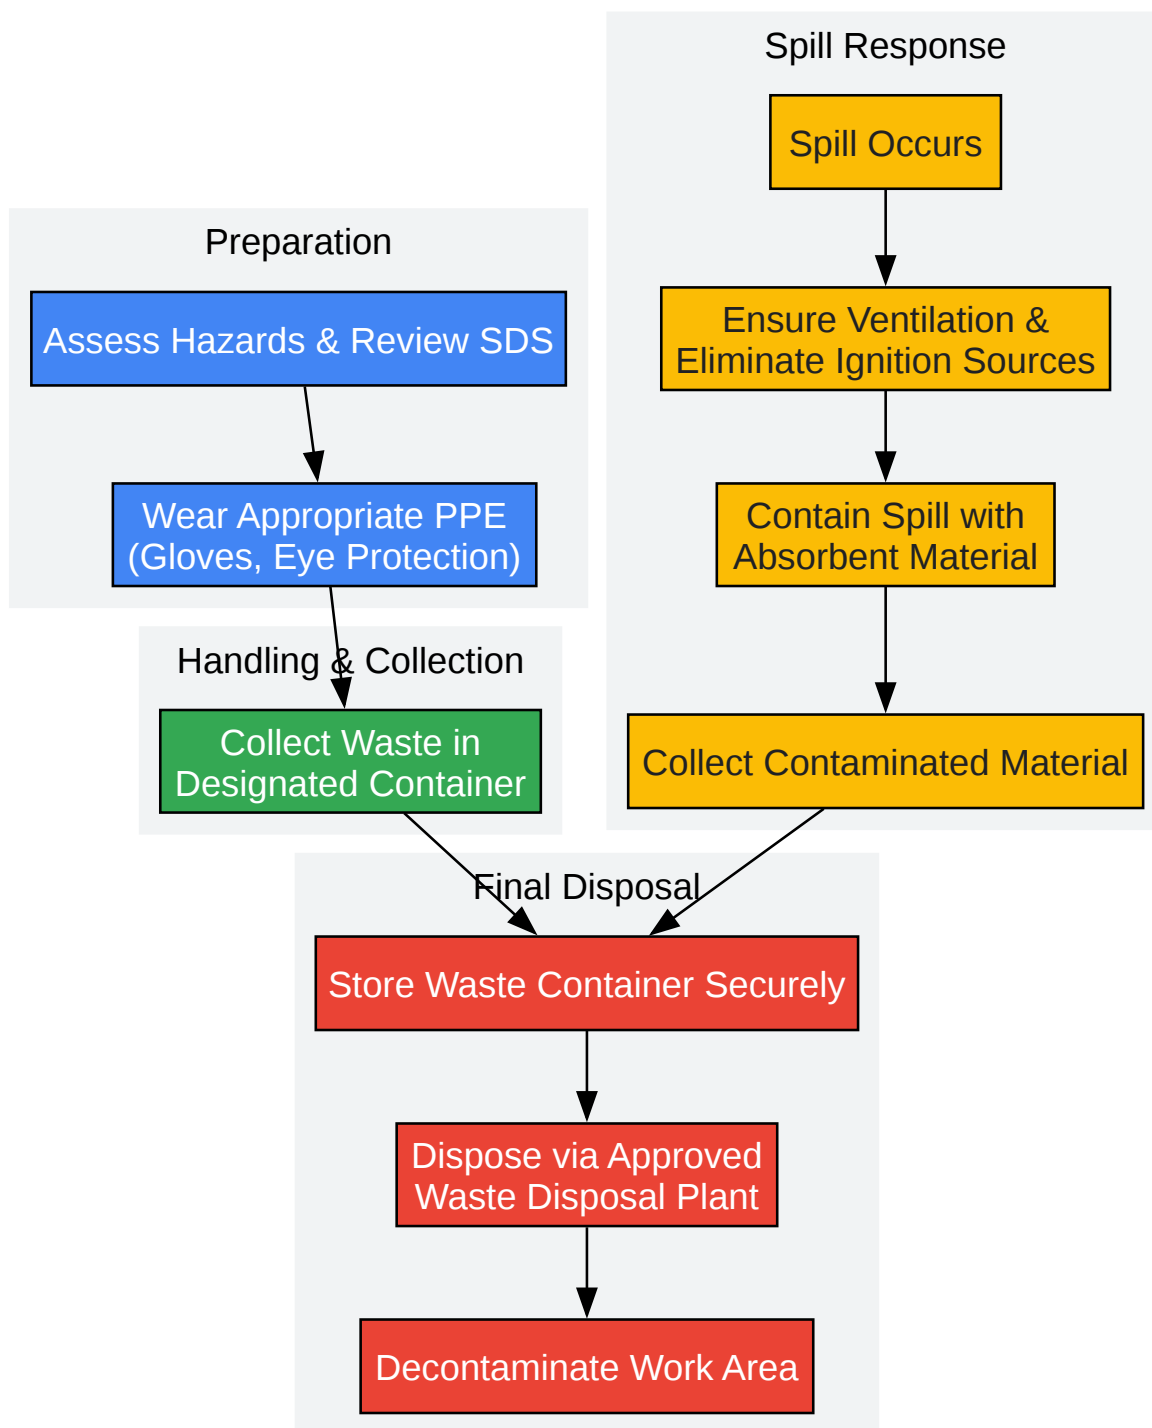 Spill Response
Spill Occurs
Ensure Ventilation &
Eliminate Ignition Sources
Contain Spill with
Absorbent Material
Collect Contaminated Material
Preparation
Assess Hazards & Review SDS
Wear Appropriate PPE
(Gloves, Eye Protection)
Handling & Collection
Collect Waste in
Designated Container
Final Disposal
Store Waste Container Securely
Dispose via Approved
Waste Disposal Plant
Decontaminate Work Area